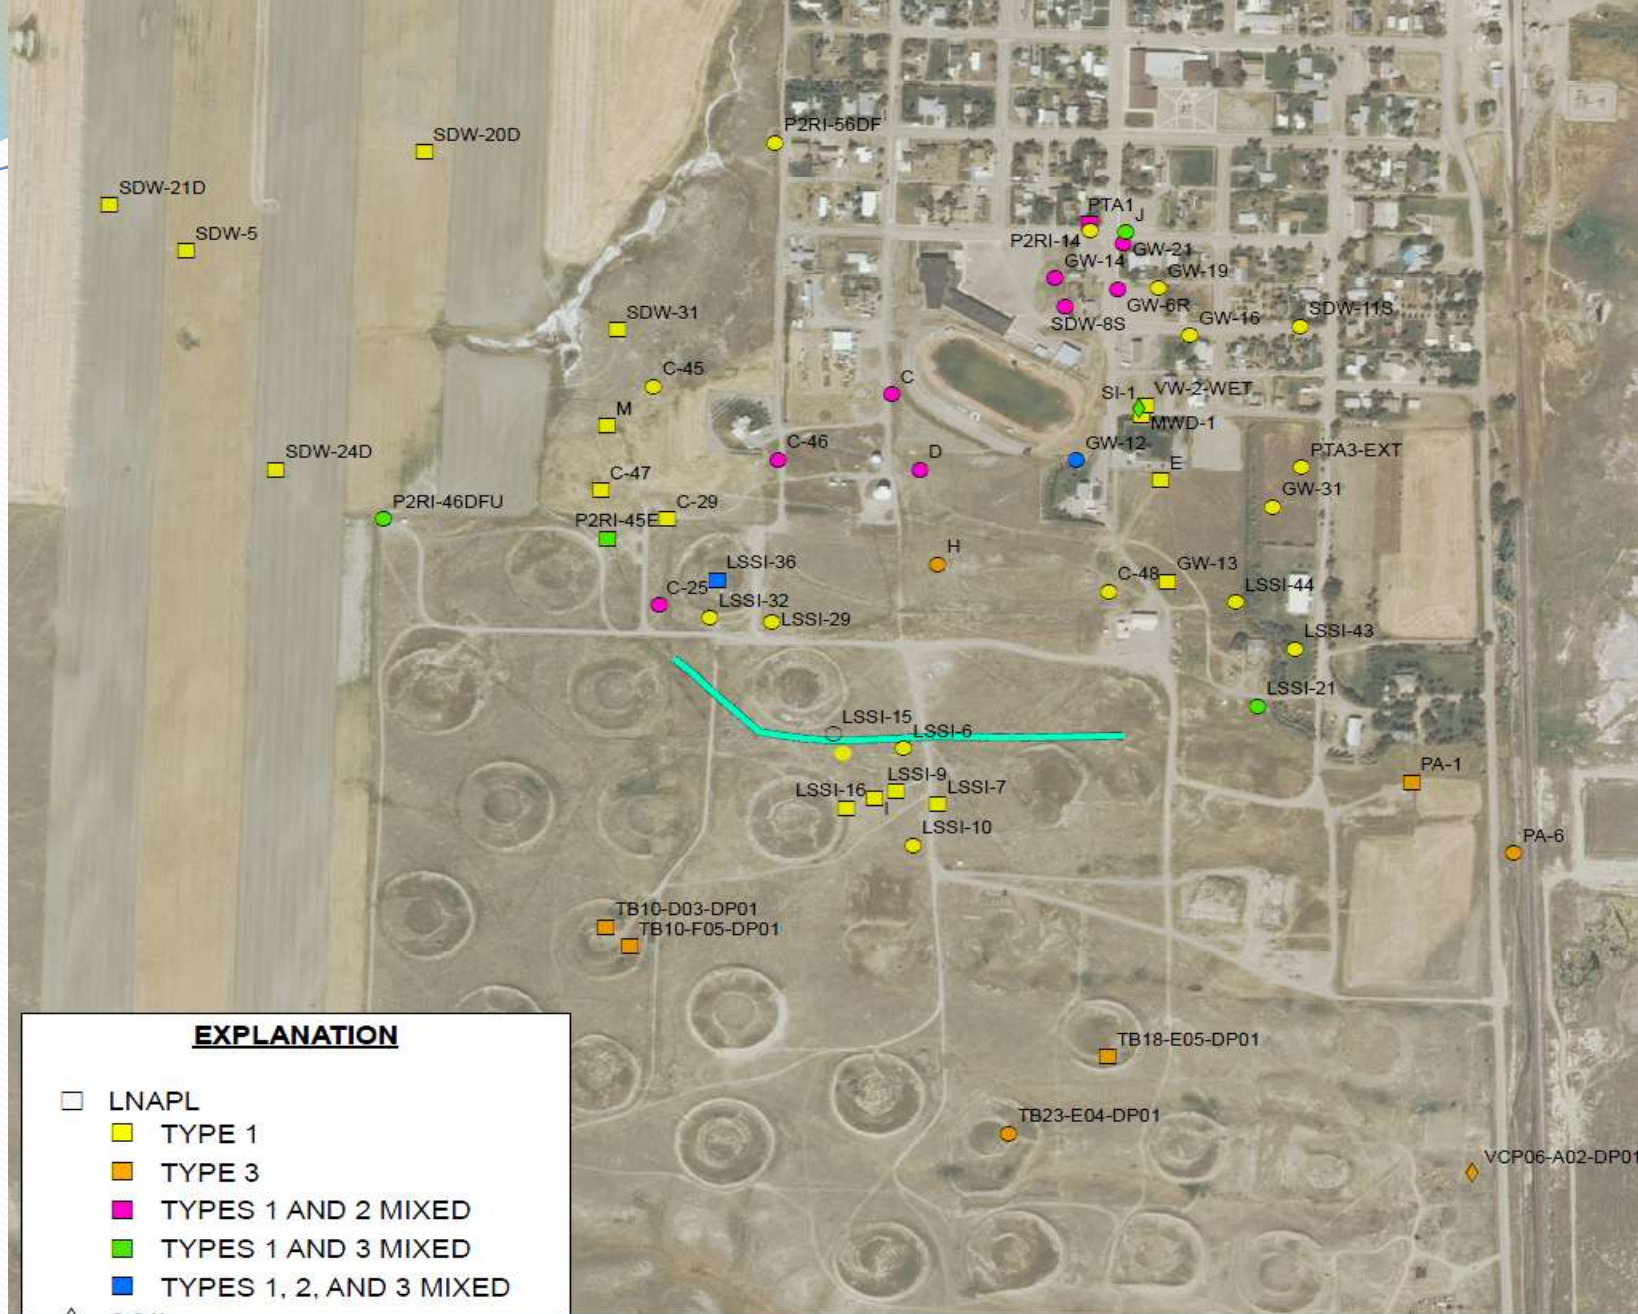 P2RI-56DF
SDW-20D
SDW-21D
SDW-5
PTA1
J
P2RI-14
GW-21
GW-14
GW-19
GW-6R
SDW-8S
GW-16
SDW-11S
SDW-31
C-45
C
M
SI-1
VW-2-WET
MWD-1
C-46
D
GW-12
E
PTA3-EXT
SDW-24D
C-47
GW-31
P2RI-46DFU
C-29
P2RI-45E
H
LSSI-36
C-48
GW-13
C-25
LSSI-32
LSSI-44
LSSI-29
LSSI-43
LSSI-21
LSSI-15
LSSI-6
PA-1
LSSI-9
LSSI-16
I
LSSI-7
LSSI-10
PA-6
TB10-D03-DP01
TB10-F05-DP01
TB18-E05-DP01
TB23-E04-DP01
VCP06-A02-DP01
EXPLANATION
LNAPL
TYPE 1
TYPE 3
TYPES 1 AND 2 MIXED
TYPES 1 AND 3 MIXED
TYPES 1, 2, AND 3 MIXED